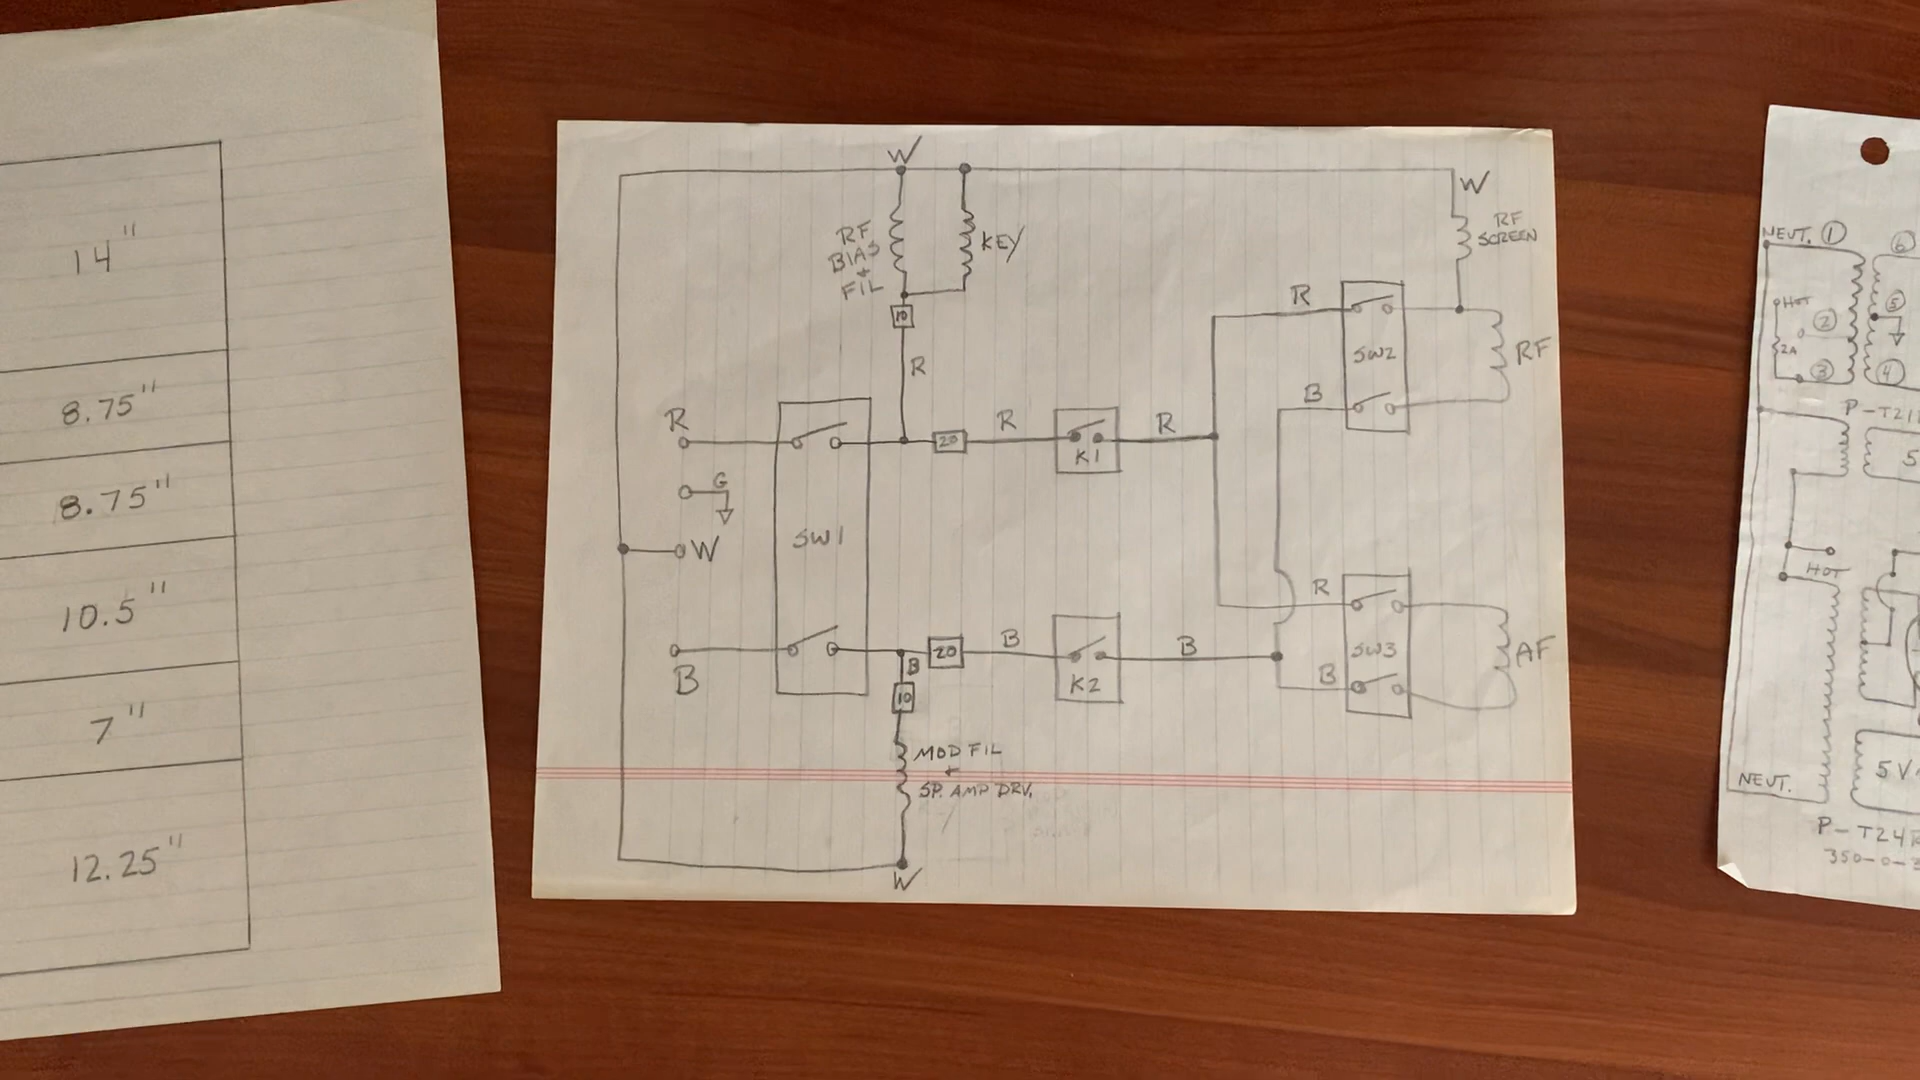 14"
8.75"
8.75"
10.5"
7"
12.25"
W
W
RF
BIAS
+
FIL
KEY
RF
SCREEN
10
R
R
R
20
R
K1
R
SW2
RF
B
G
W
SW1
B
B
20
B
K2
B
R
SW3
B
AF
10
MOD FIL
+
SP. AMP DRV.
W
NEUT. ①
⑥
HOT
②
⑤
2A
③
④
P-T21
5
HOT
5V
NEUT.
P-T24
350-0-